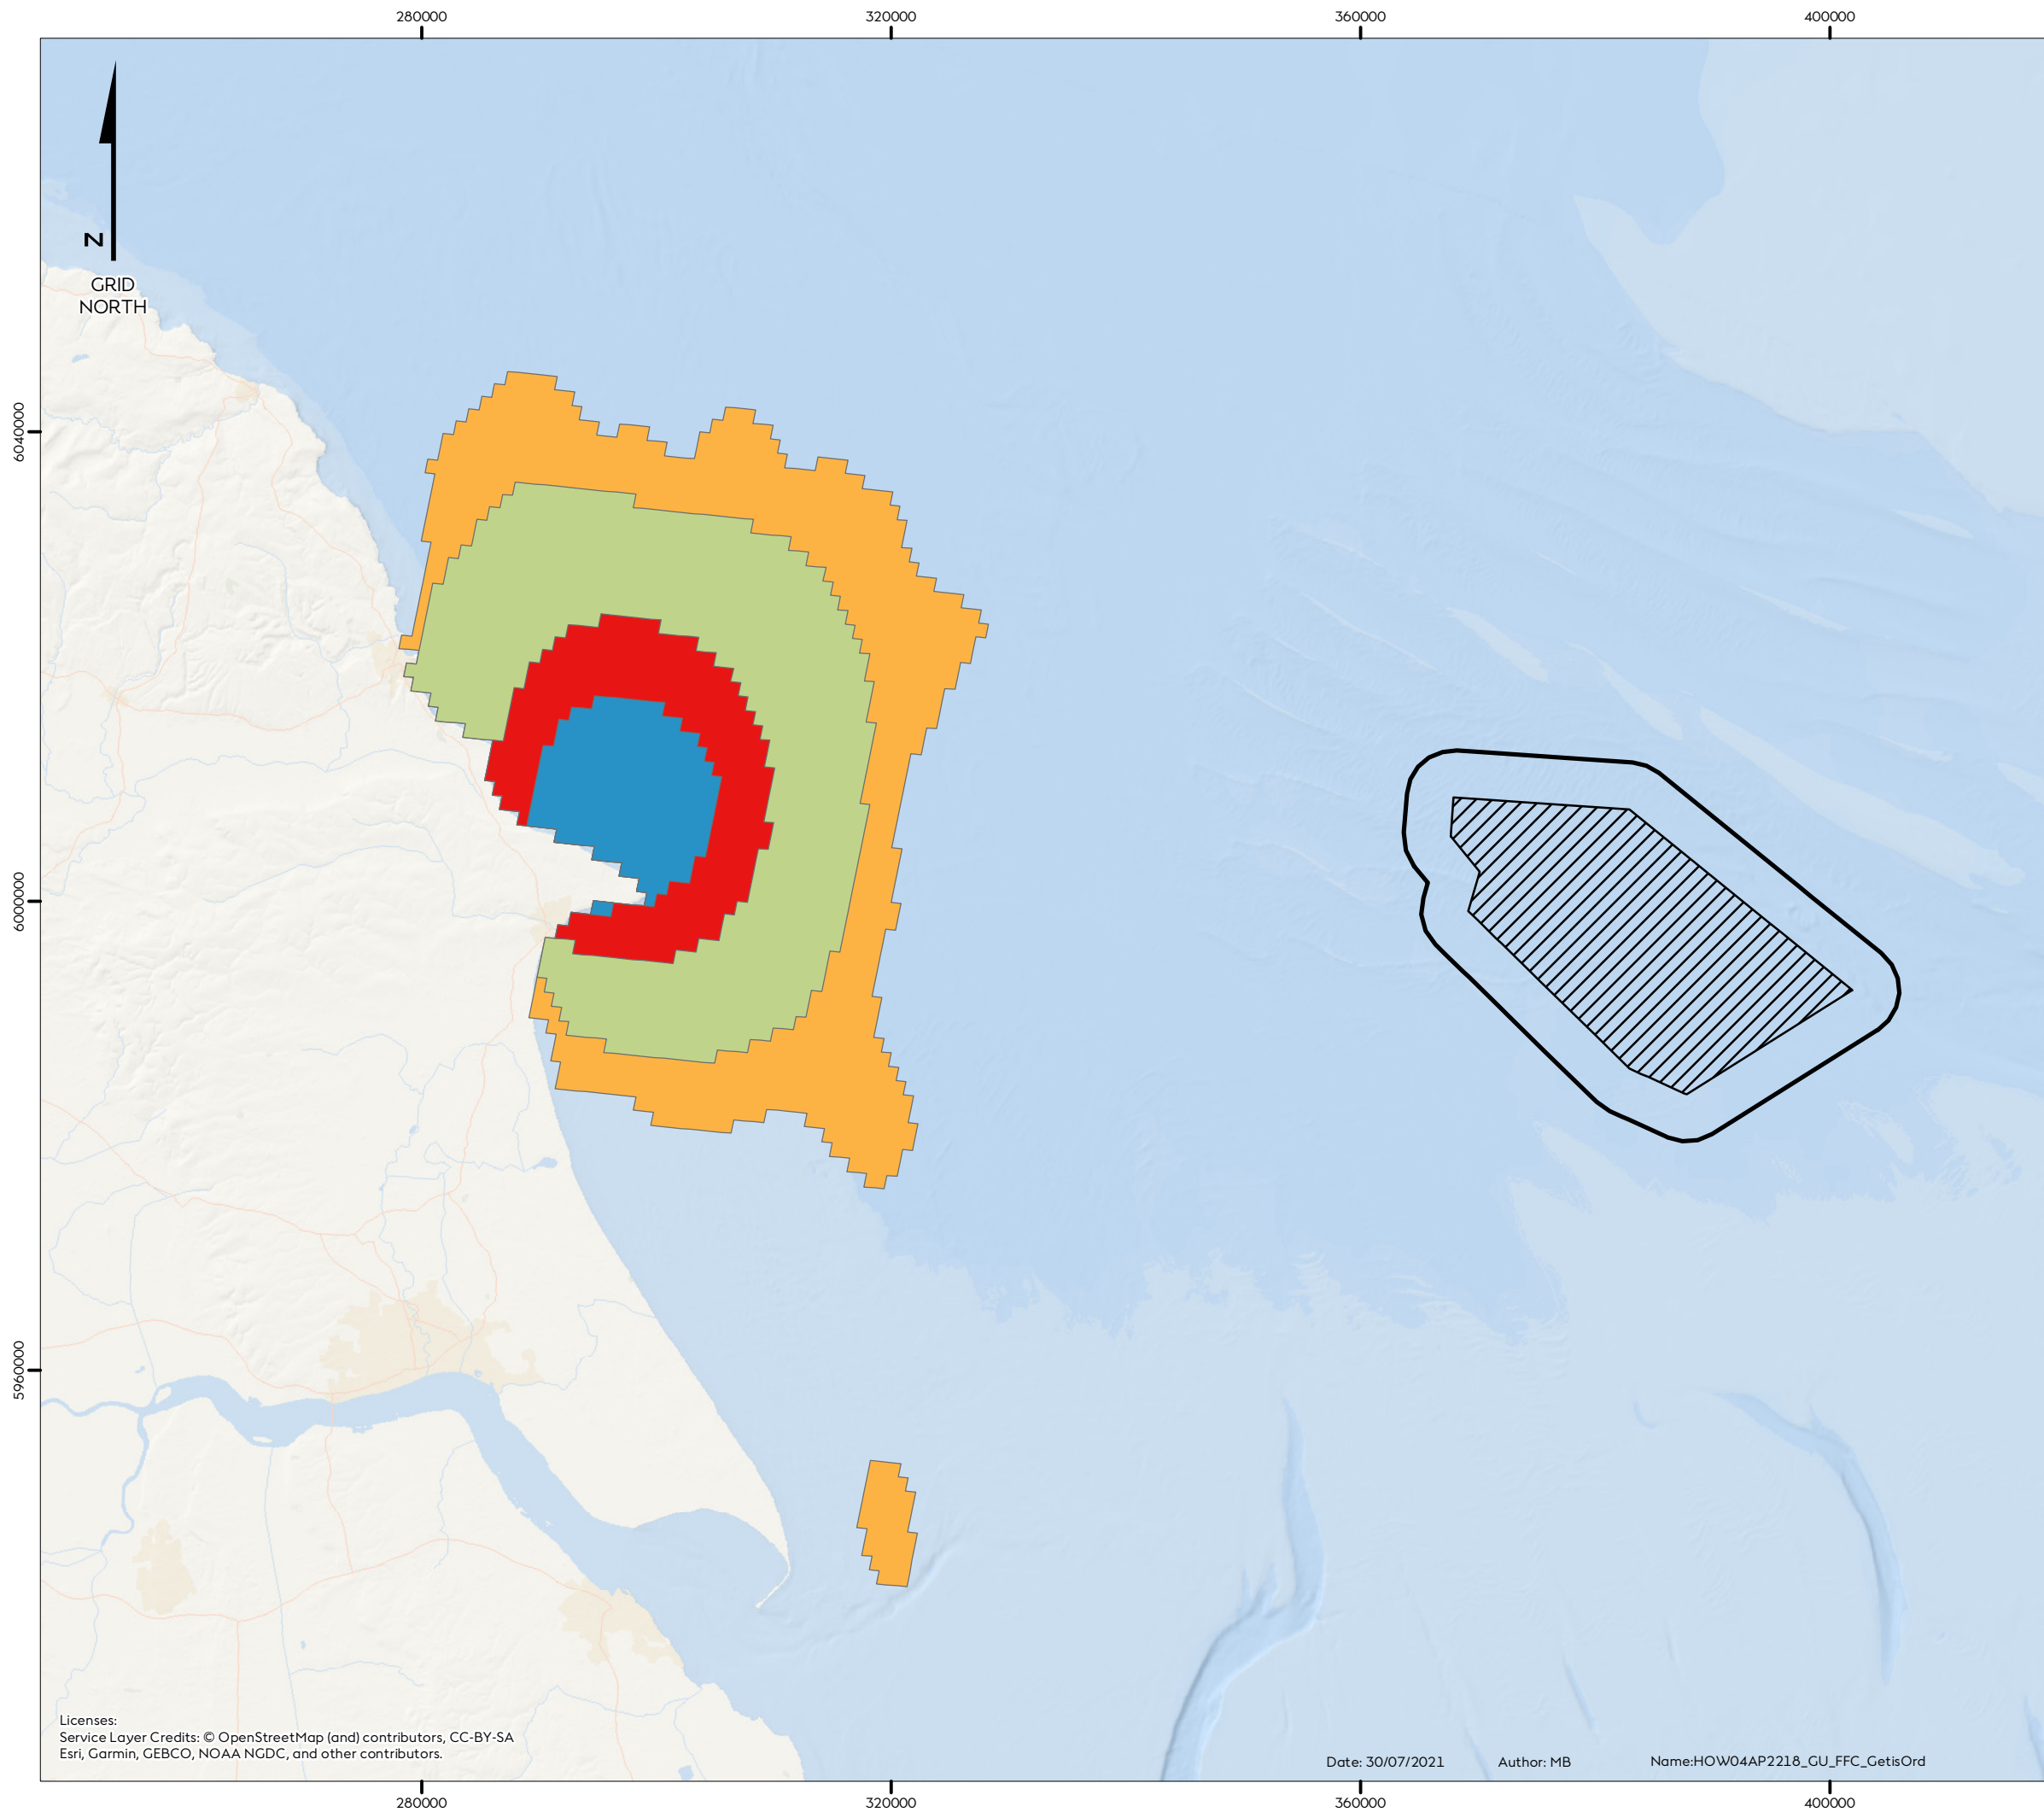 280000 320000 360000 400000
N
GRID
NORTH
6040000
6000000
5960000
Licenses:
Service Layer Credits: © OpenStreetMap (and) contributors, CC-BY-SA
Esri, Garmin, GEBCO, NOAA NGDC, and other contributors.
Date: 30/07/2021 Author: MB Name:HOW04AP2218_GU_FFC_GetisOrd
280000 320000 360000 400000